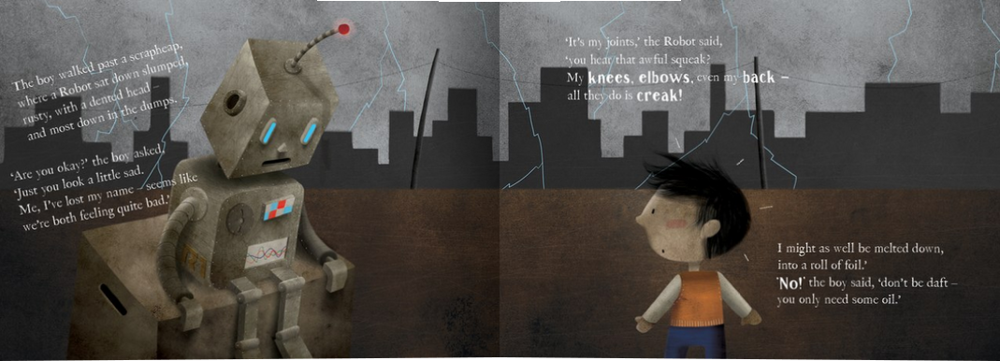 The boy walked past a scrapheap,
where a Robot sat down slumped,
rusty, with a dented head –
and most down in the dumps.
‘Are you okay?’ the boy asked,
‘Just you look a little sad.
Me, I’ve lost my name – seems like
we’re both feeling quite bad.’
‘It’s my joints,’ the Robot said,
‘you hear that awful squeak?
My knees, elbows, even my back –
all they do is creak!
I might as well be melted down,
into a roll of foil.’
‘No!’ the boy said, ‘don’t be daft –
you only need some oil.’